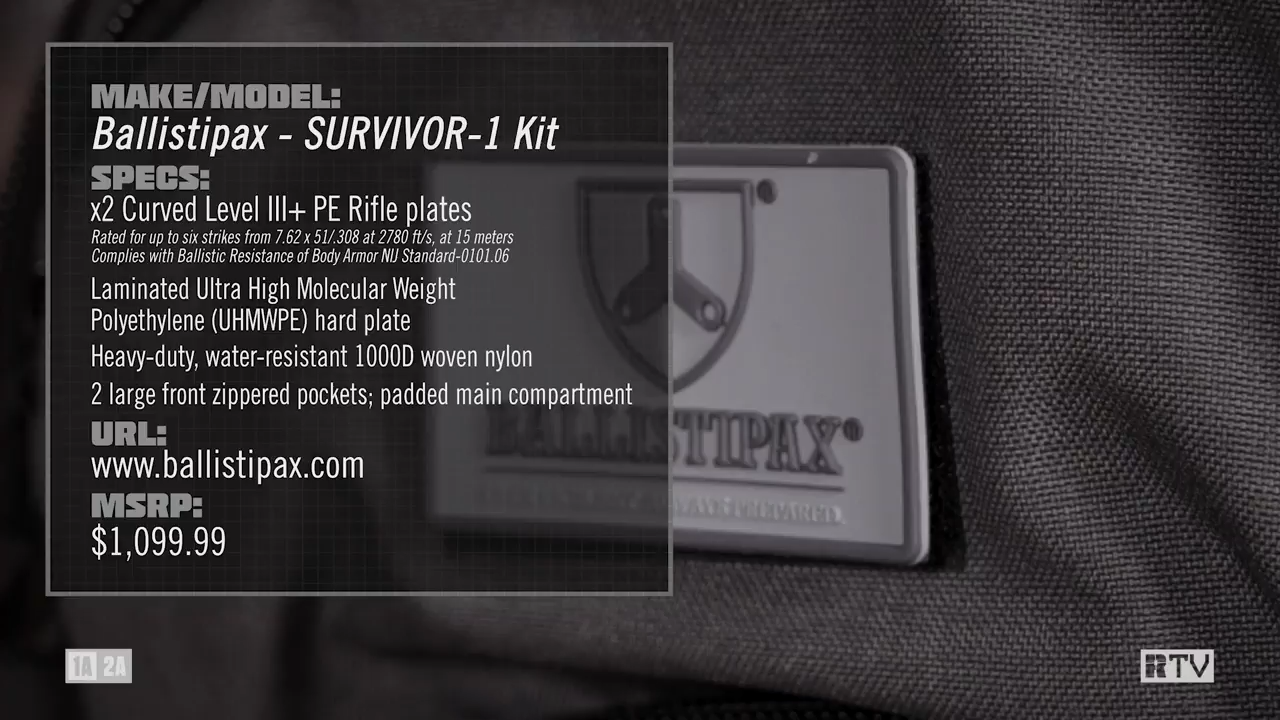 MAKE/MODEL:
Ballistipax - SURVIVOR-1 Kit
SPECS:
x2 Curved Level III+ PE Rifle plates
Rated for up to six strikes from 7.62 x 51/.308 at 2780 ft/s, at 15 meters
Complies with Ballistic Resistance of Body Armor NIJ Standard-0101.06
Laminated Ultra High Molecular Weight
Polyethylene (UHMWPE) hard plate
Heavy-duty, water-resistant 1000D woven nylon
2 large front zippered pockets; padded main compartment
URL:
www.ballistipax.com
MSRP:
$1,099.99
BALLISTIPAX®
PREPARED.
1A 2A
RTV